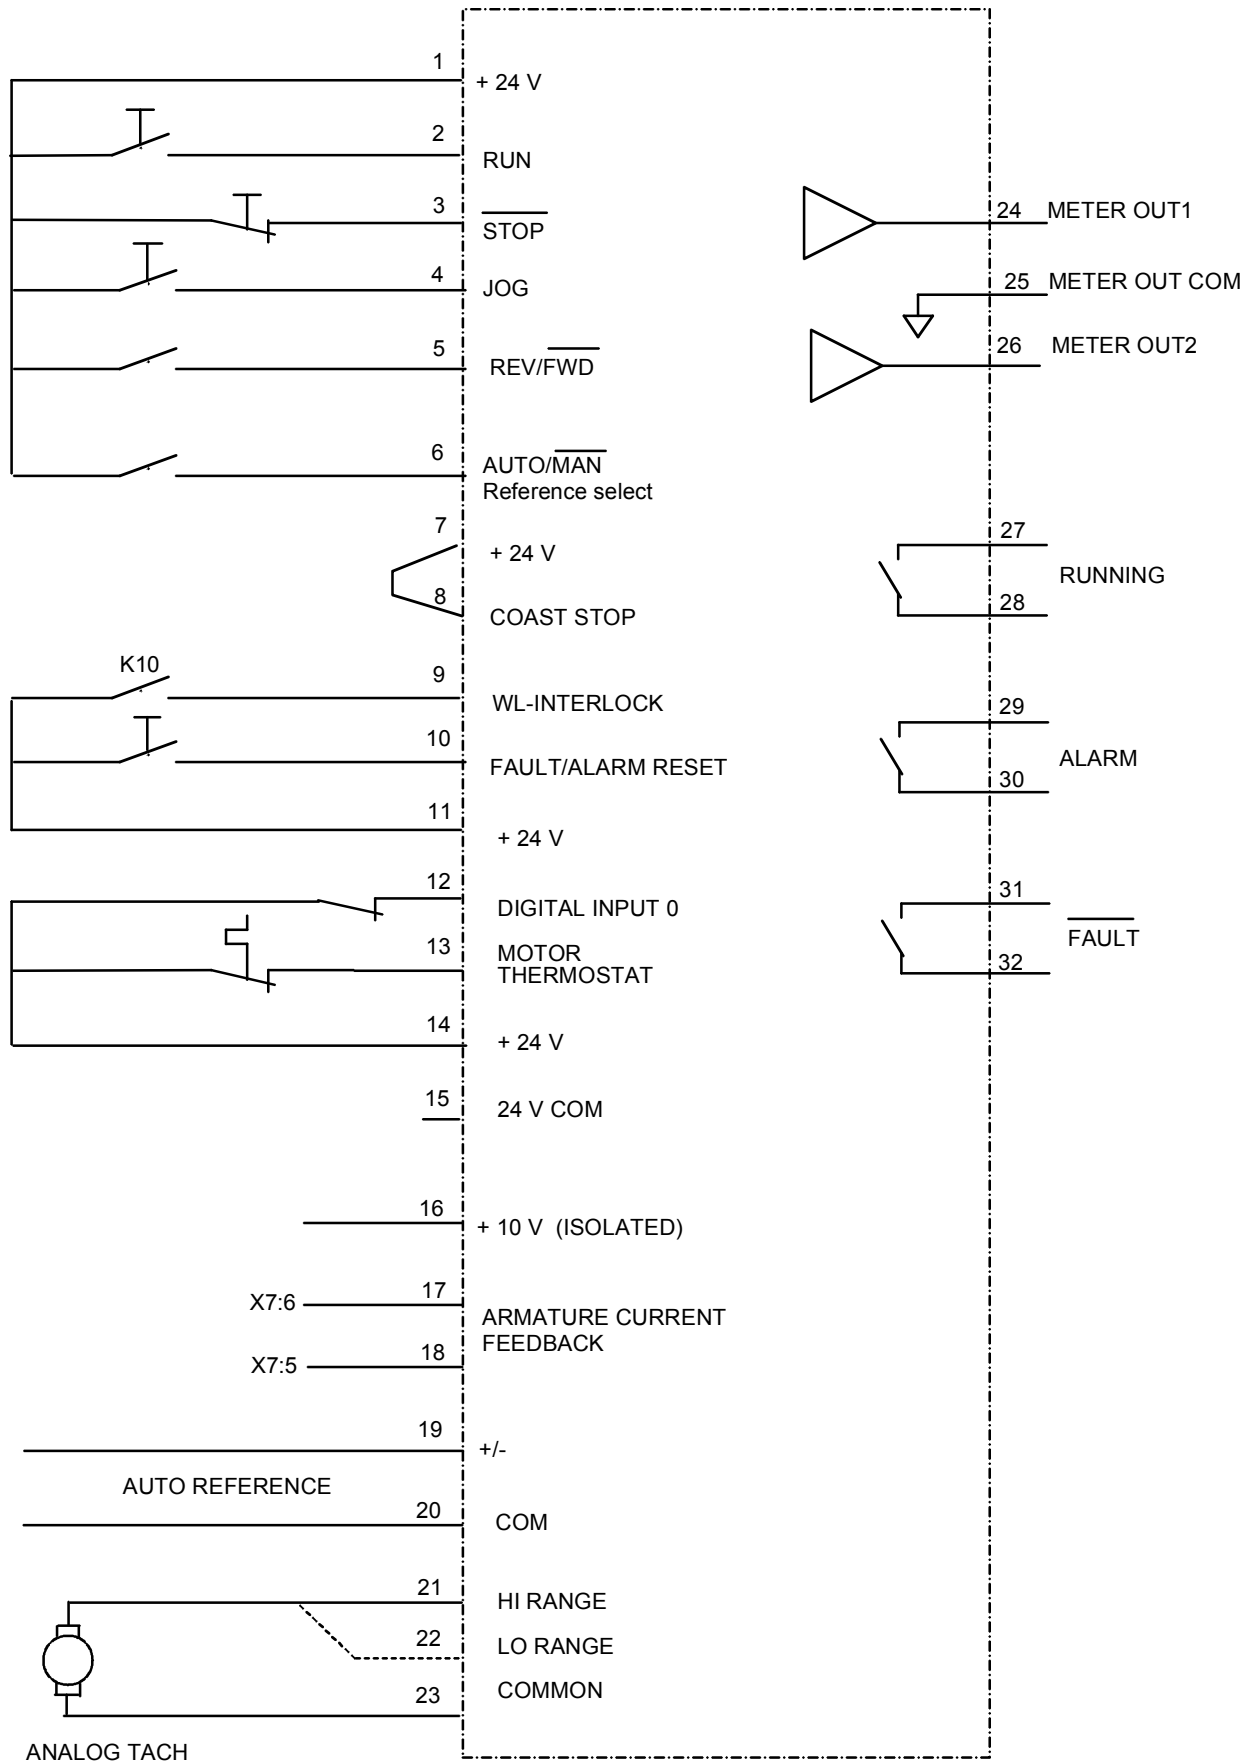 1
+ 24 V
2
RUN
3
STOP
4
JOG
5
REV/FWD
6
AUTO/MAN
Reference select
7
+ 24 V
8
COAST STOP
K10
9
WL-INTERLOCK
10
FAULT/ALARM RESET
11
+ 24 V
12
DIGITAL INPUT 0
13
MOTOR
THERMOSTAT
14
+ 24 V
15
24 V COM
16
+ 10 V (ISOLATED)
X7:6
17
ARMATURE CURRENT
FEEDBACK
X7:5
18
19
+/-
AUTO REFERENCE
20
COM
21
HI RANGE
22
LO RANGE
23
COMMON
ANALOG TACH
24
METER OUT1
25
METER OUT COM
26
METER OUT2
27
RUNNING
28
29
ALARM
30
31
FAULT
32